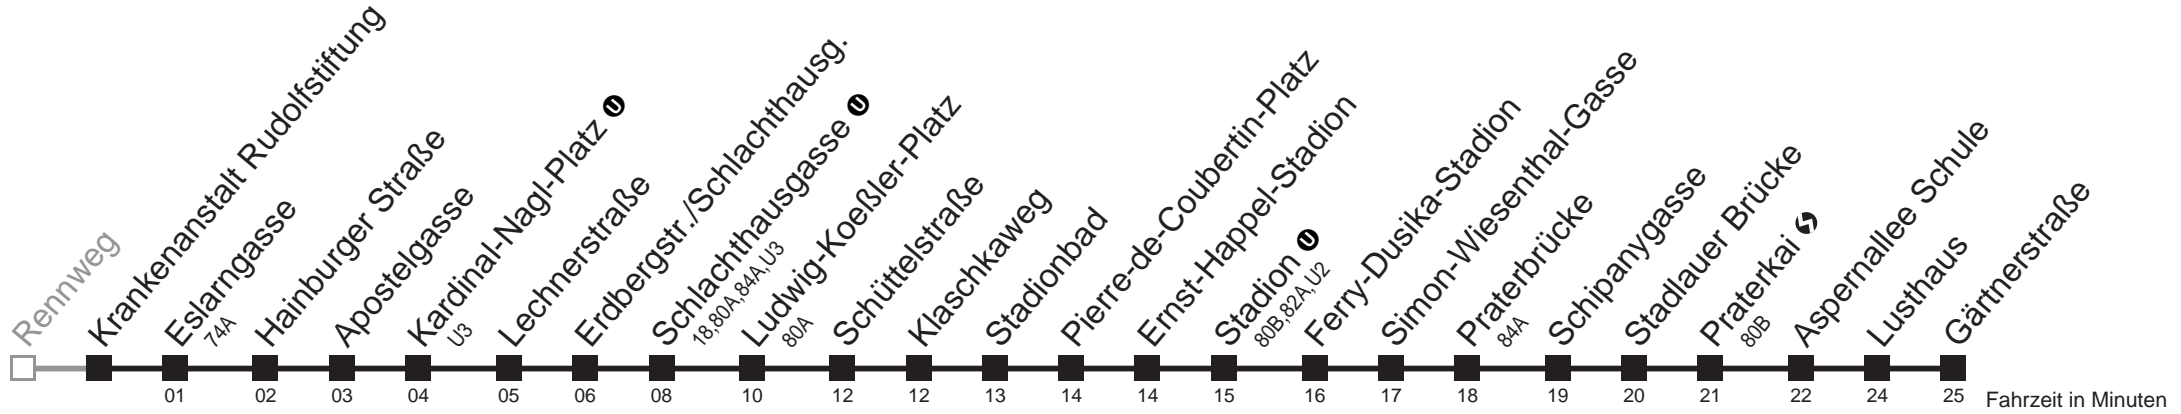 Rennweg
Krankenanstalt Rudolfstiftung
Eslarngasse
74A
Hainburger Straße
Apostelgasse
Kardinal-Nagl-Platz U
U3
Lechnerstraße
Erdbergstr./Schlachthausg.
Schlachthausgasse U
18,80A,84A,U3
Ludwig-Koeßler-Platz
80A
Schüttelstraße
Klaschkaweg
Stadionbad
Pierre-de-Coubertin-Platz
Ernst-Happel-Stadion
Stadion U
80B,82A,U2
Ferry-Dusika-Stadion
Simon-Wiesenthal-Gasse
Praterbrücke
84A
Schipanygasse
Stadlauer Brücke
Praterkai
80B
Aspernallee Schule
Lusthaus
Gärtnerstraße
01 02 03 04 05 06 08 10 12 12 13 14 14 15 16 17 18 19 20 21 22 24 25 Fahrzeit in Minuten